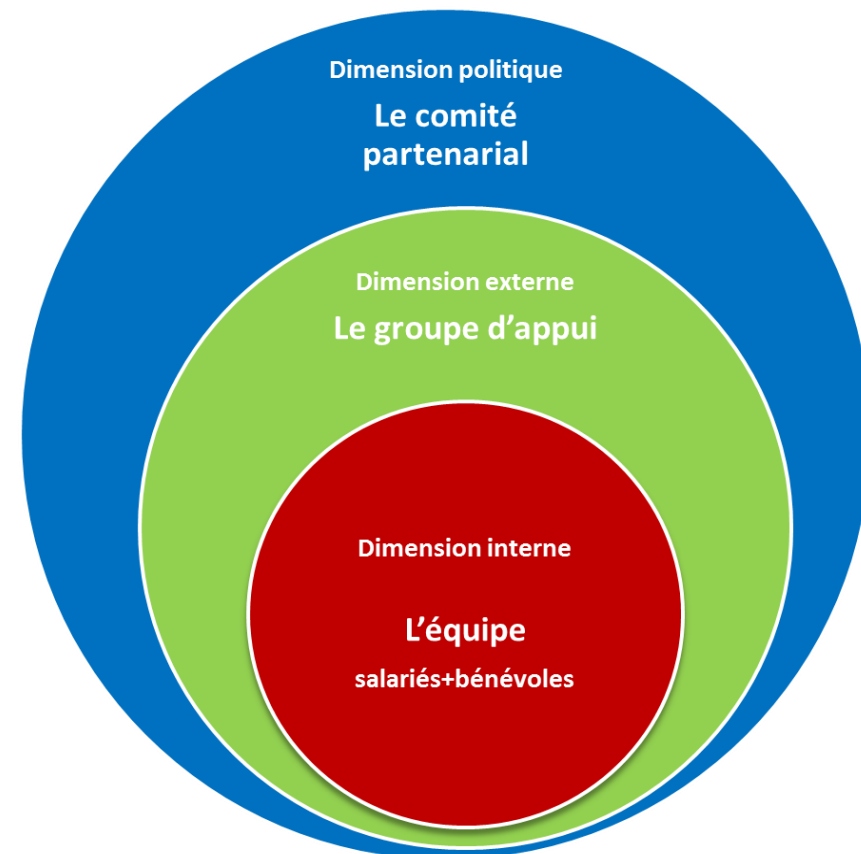 Dimension politique
Le comité
partenarial
Dimension externe
Le groupe d’appui
Dimension interne
L’équipe
salariés+bénévoles